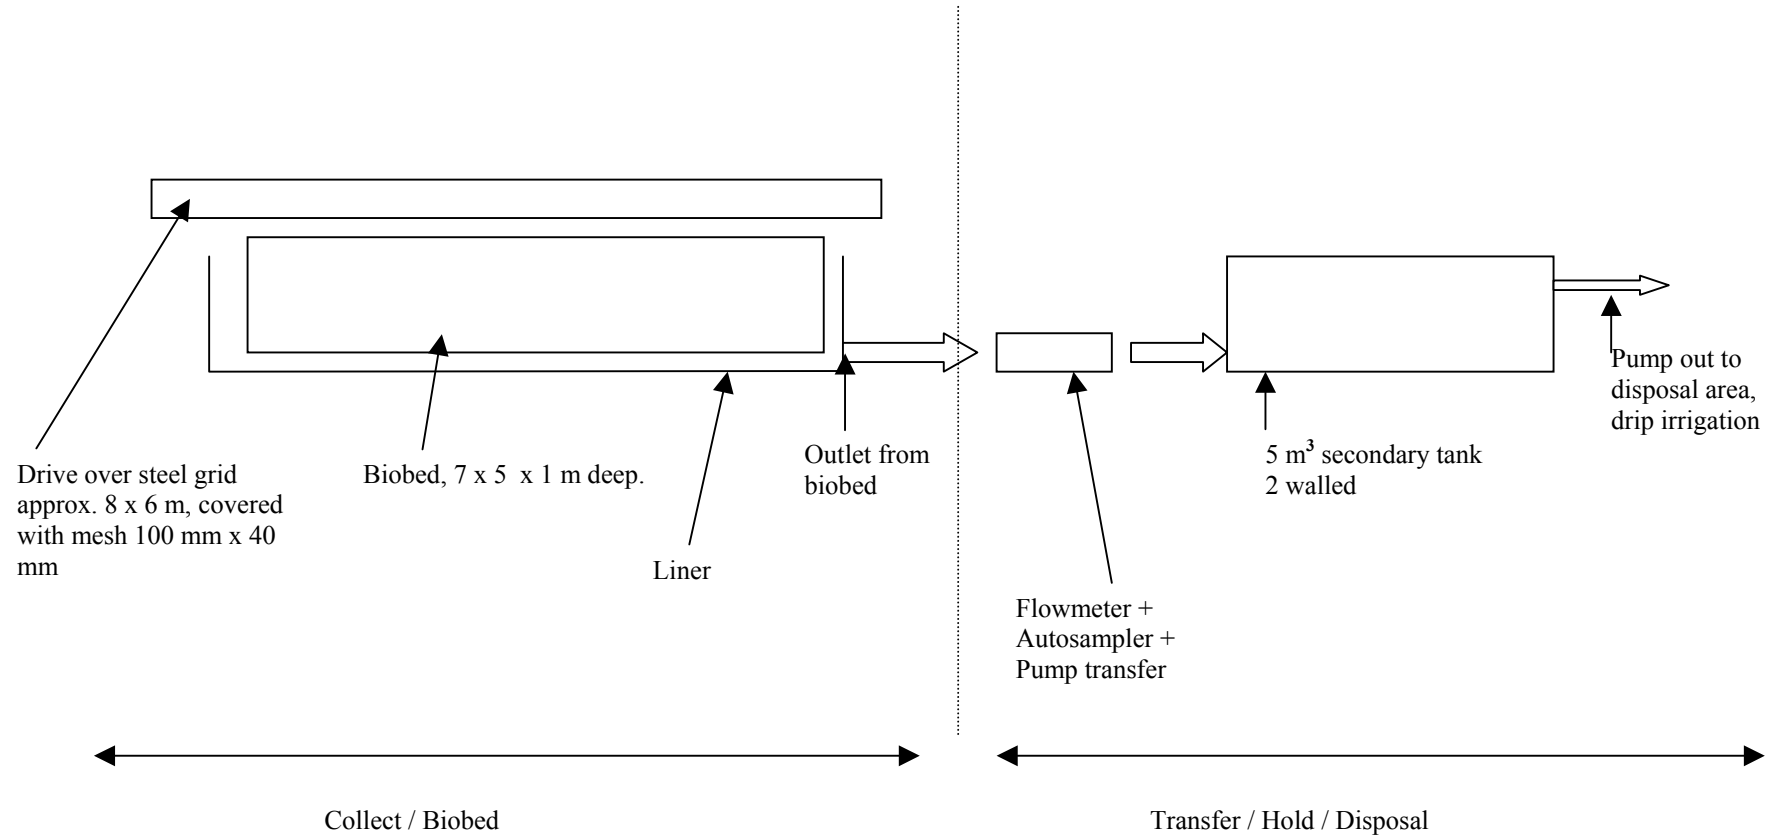 Drive over steel grid
approx. 8 x 6 m, covered
with mesh 100 mm x 40
mm
Biobed, 7 x 5  x 1 m deep.
Liner
Outlet from
biobed
Flowmeter +
Autosampler +
Pump transfer
5 m³ secondary tank
2 walled
Pump out to
disposal area,
drip irrigation
Collect / Biobed
Transfer / Hold / Disposal